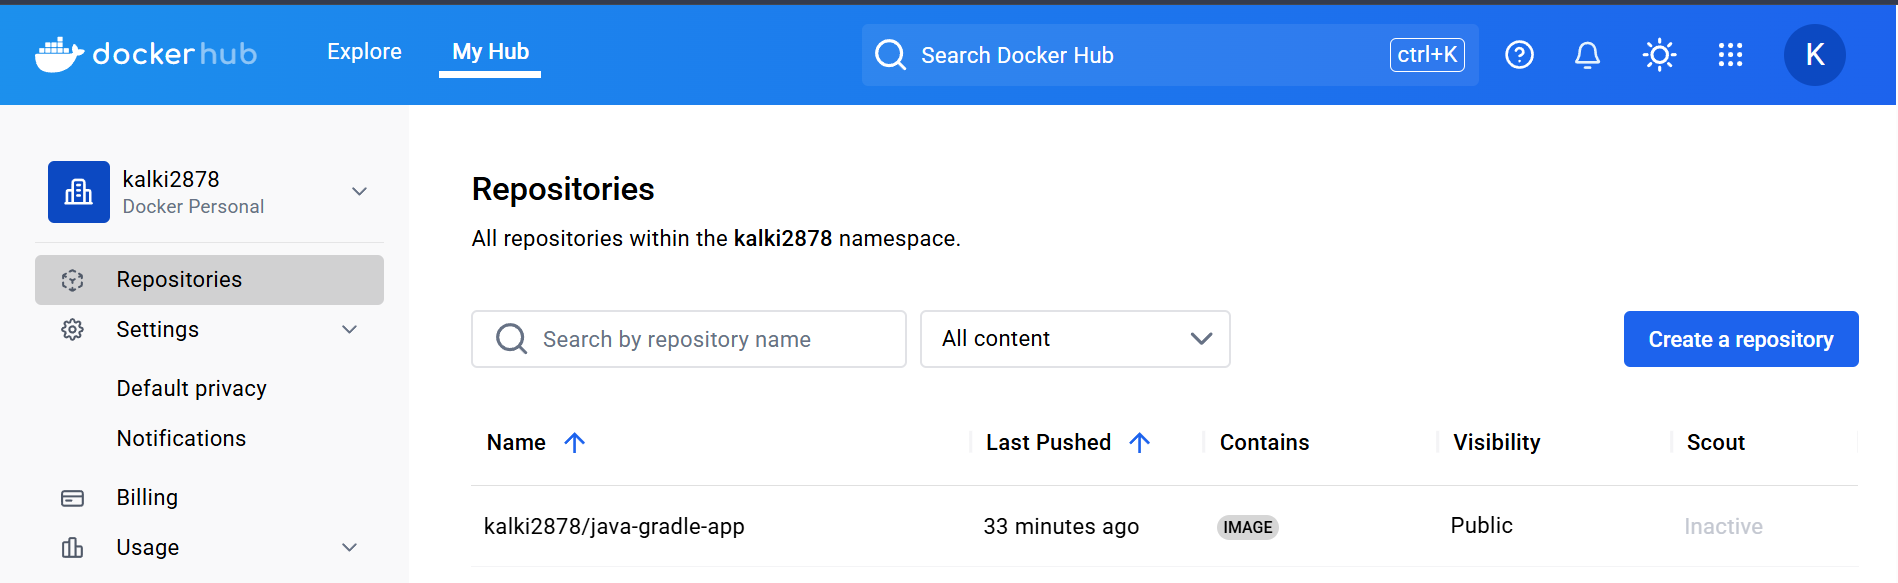 dockerhub
Explore
My Hub
Search Docker Hub
ctrl+K
K
kalki2878
Docker Personal
Repositories
Settings
Default privacy
Notifications
Billing
Usage
Repositories
All repositories within the kalki2878 namespace.
Search by repository name
All content
Create a repository
Name Last Pushed Contains Visibility Scout
kalki2878/java-gradle-app 33 minutes ago IMAGE Public Inactive